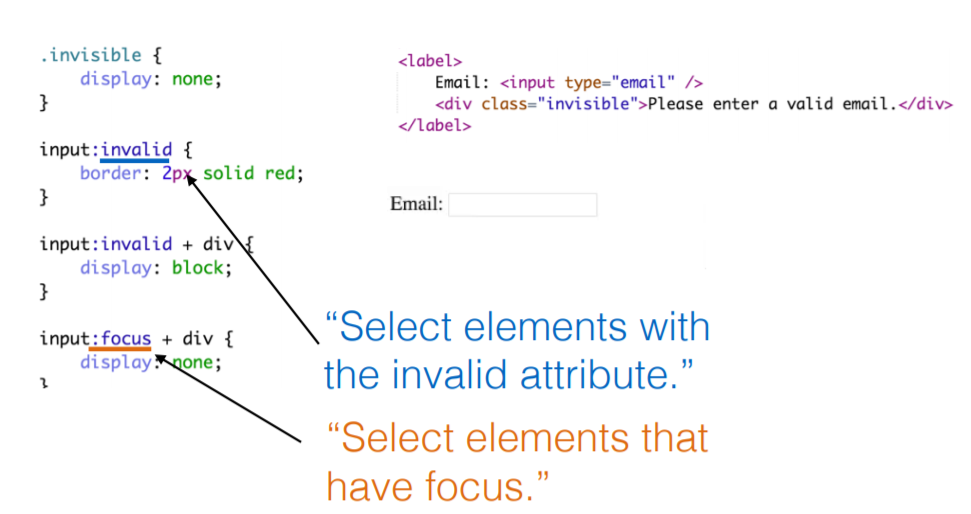 .invisible {
    display: none;
}
input:invalid {
    border: 2px solid red;
}
input:invalid + div {
    display: block;
}
input:focus + div {
    display: none;
}
<label>
    Email: <input type="email" />
    <div class="invisible">Please enter a valid email.</div>
</label>
Email:
“Select elements with
the invalid attribute.”
“Select elements that
have focus.”